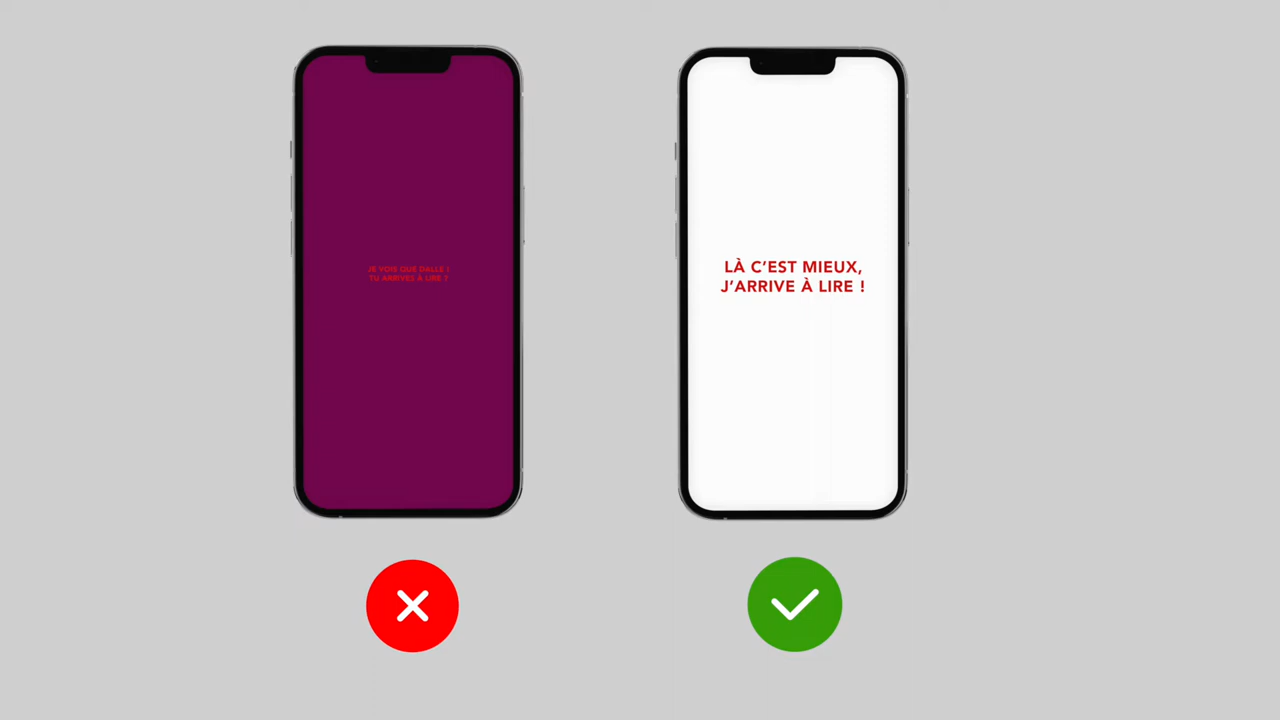 JE VOIS QUE DALLE !
TU ARRIVES À LIRE ?
LÀ C'EST MIEUX,
J'ARRIVE À LIRE !